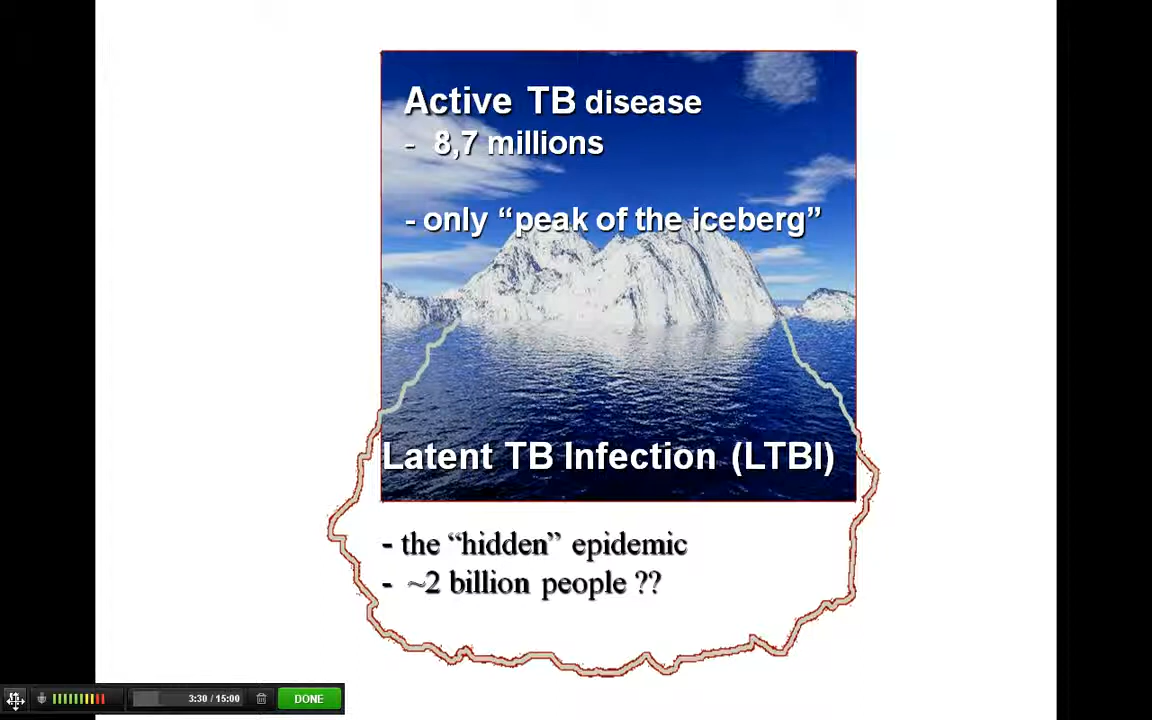 Active TB disease
- 8,7 millions
- only “peak of the iceberg”
Latent TB Infection (LTBI)
- the “hidden” epidemic
- ~2 billion people ??
3:30 / 15:00 DONE